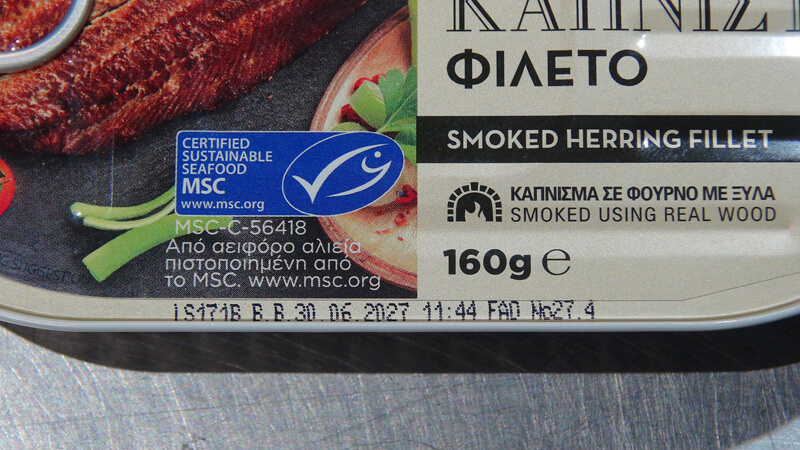 ΦΙΛΕΤΟ
SMOKED HERRING FILLET
ΚΑΠΝΙΣΜΑ ΣΕ ΦΟΥΡΝΟ ΜΕ ΞΥΛΑ
SMOKED USING REAL WOOD
160g e
CERTIFIED
SUSTAINABLE
SEAFOOD
MSC
www.msc.org
MSC-C-56418
Από αειφόρο αλιεία
πιστοποιημένη από
το MSC. www.msc.org
LS171B B.B.30.06.2027 11:44 FAO No27.4